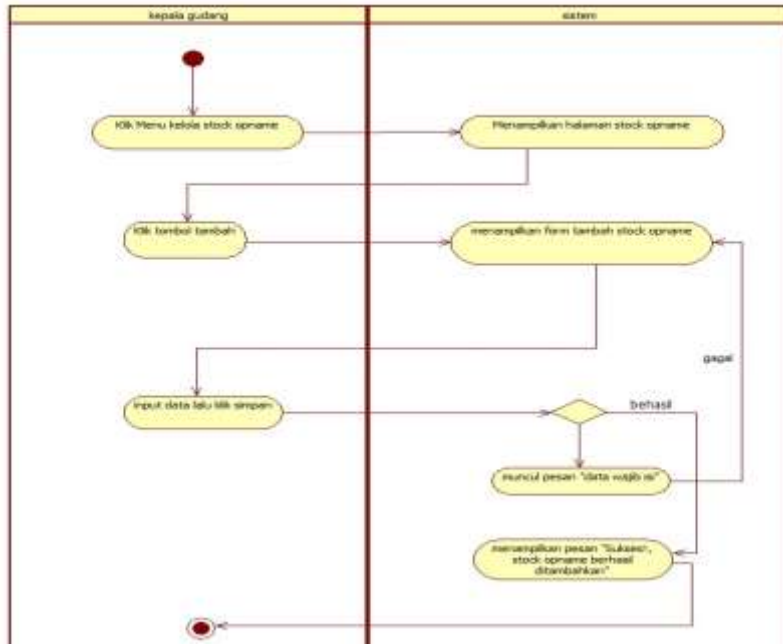 kepala gudang
sistem
Klik Menu kelola stock opname
Menampilkan halaman stock opname
Klik tombol tambah
menampilkan form tambah stock opname
gagal
input data lalu klik simpan
behasil
muncul pesan "data wajib isi"
menampilkan pesan "Sukses!,
stock opname berhasil
ditambahkan"